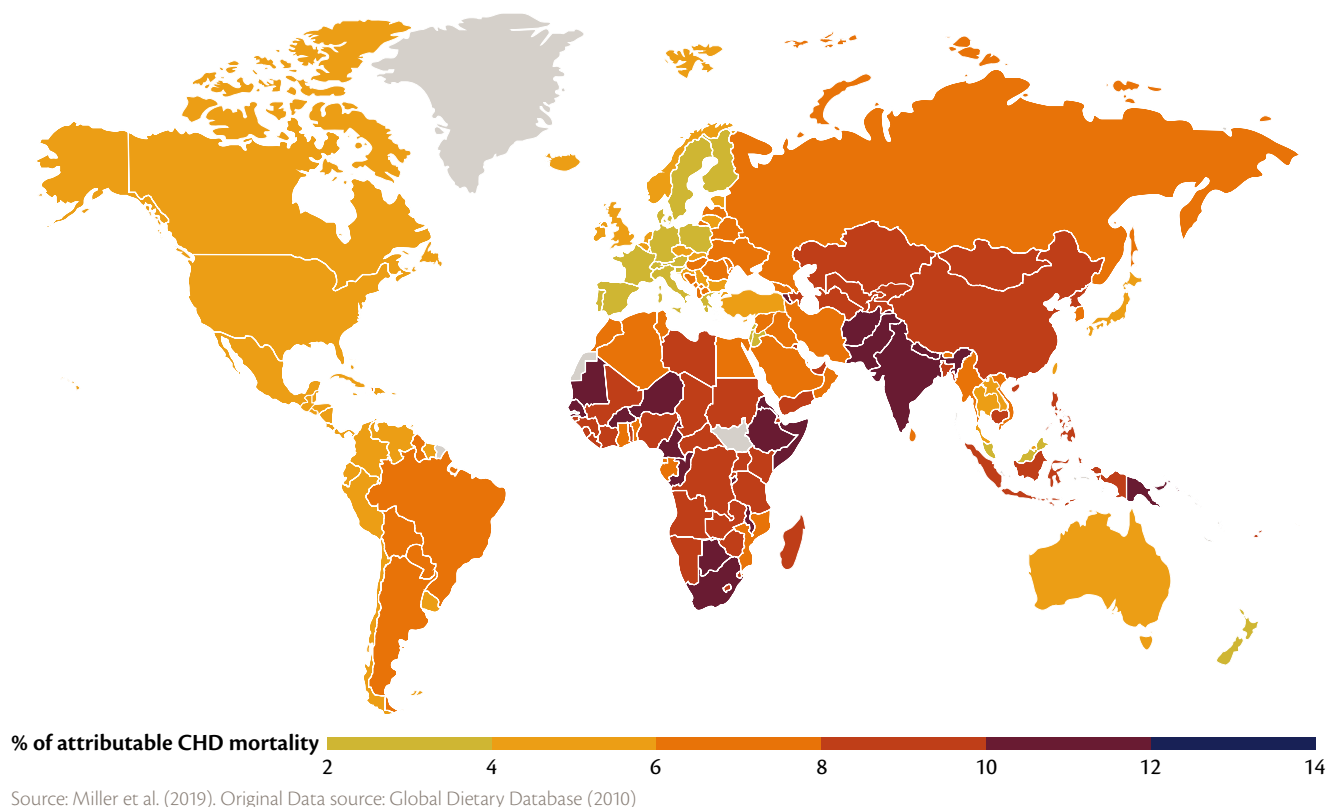 % of attributable CHD mortality
2 4 6 8 10 12 14
Source: Miller et al. (2019). Original Data source: Global Dietary Database (2010)